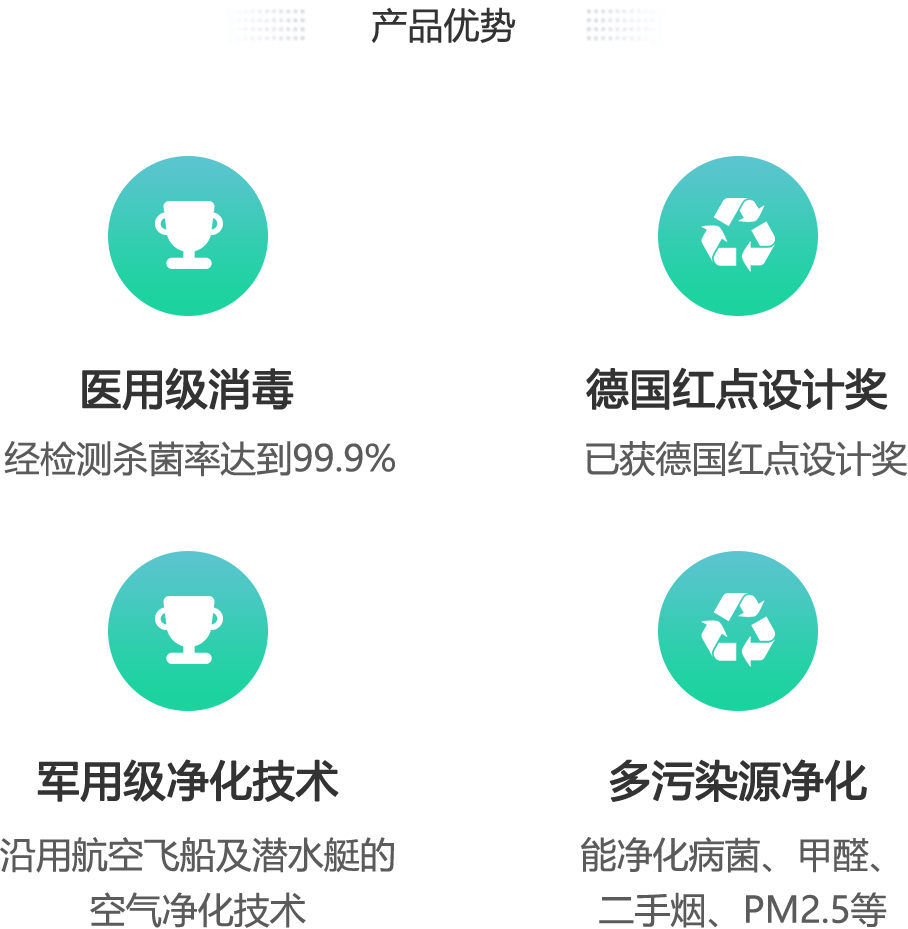 产品优势
医用级消毒
经检测杀菌率达到99.9%
德国红点设计奖
已获德国红点设计奖
军用级净化技术
沿用航空飞船及潜水艇的
空气净化技术
多污染源净化
能净化病菌、甲醛、
二手烟、PM2.5等